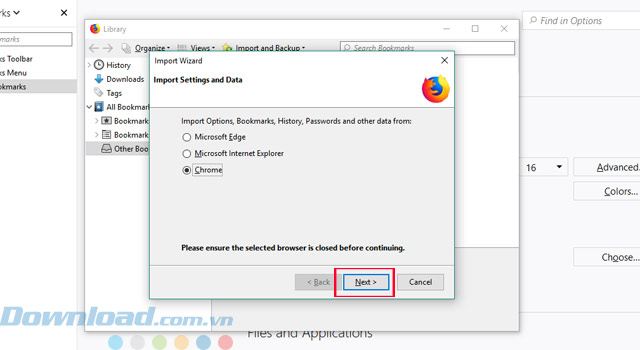 ks
Find in Options
marks
ks Toolbar
ks Menu
okmarks
Library
Organize
Views
Import and Backup
Search Bookmarks
History
Downloads
Tags
All Bookmar
Bookmark
Bookmark
Other Boo
Import Wizard
Import Settings and Data
Import Options, Bookmarks, History, Passwords and other data from:
Microsoft Edge
Microsoft Internet Explorer
Chrome
Please ensure the selected browser is closed before continuing.
< Back
Next >
Cancel
16
Advanced.
Colors...
Choose...
Files and Applications
Download.com.vn